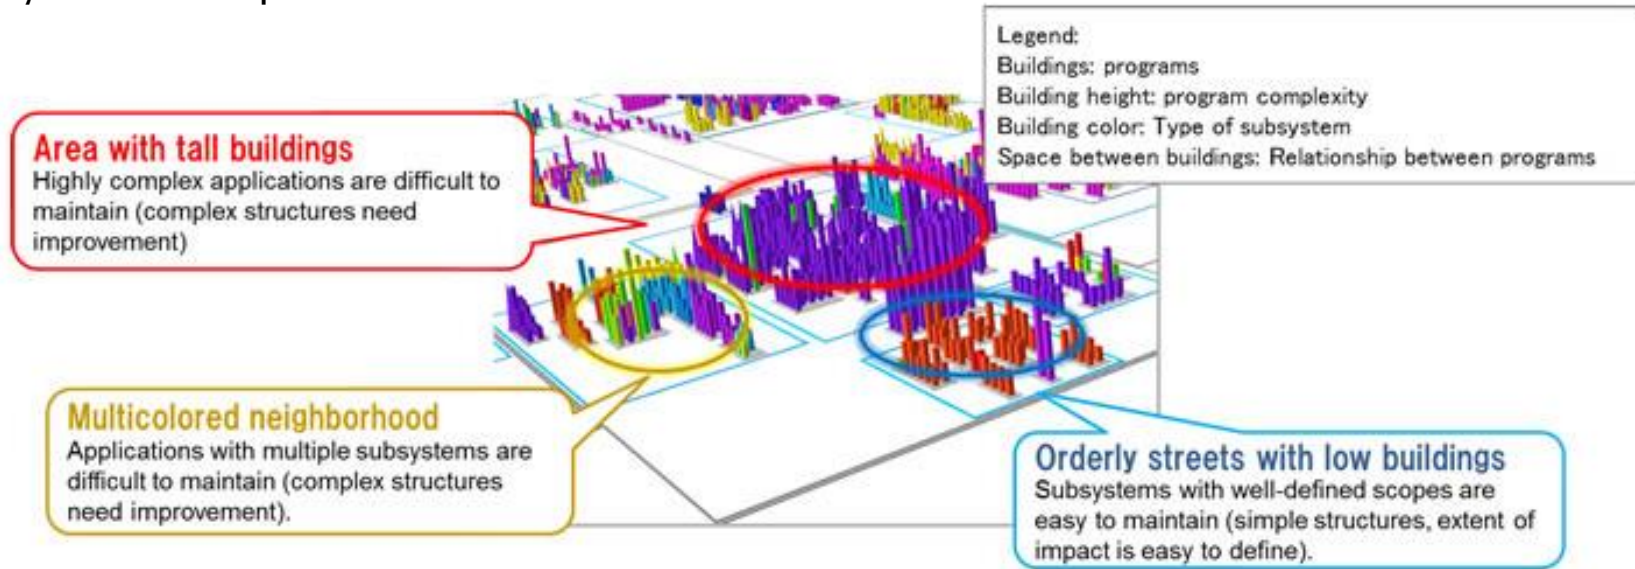 Legend:
Buildings: programs
Building height: program complexity
Building color: Type of subsystem
Space between buildings: Relationship between programs
Area with tall buildings
Highly complex applications are difficult to
maintain (complex structures need
improvement)
Multicolored neighborhood
Applications with multiple subsystems are
difficult to maintain (complex structures
need improvement).
Orderly streets with low buildings
Subsystems with well-defined scopes are
easy to maintain (simple structures, extent of
impact is easy to define).